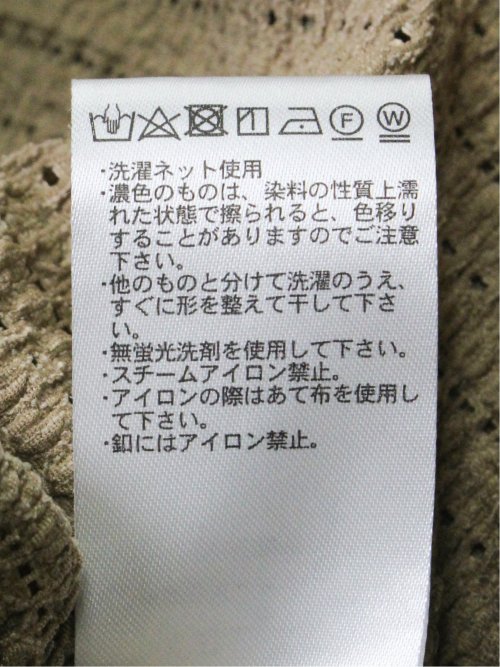 F W
・洗濯ネット使用
・濃色のものは、染料の性質上濡
れた状態で擦られると、色移り
することがありますのでご注意
下さい。
・他のものと分けて洗濯のうえ、
すぐに形を整えて干して下さ
い。
・無蛍光洗剤を使用して下さい。
・スチームアイロン禁止。
・アイロンの際はあて布を使用し
て下さい。
・釦にはアイロン禁止。